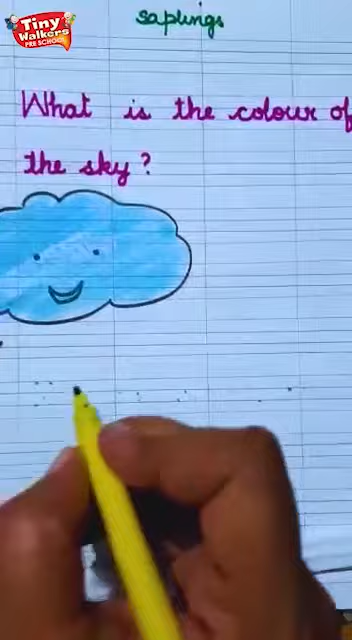 Tiny
Walkers
PRE SCHOOL
saplings
What is the colour of
the sky?